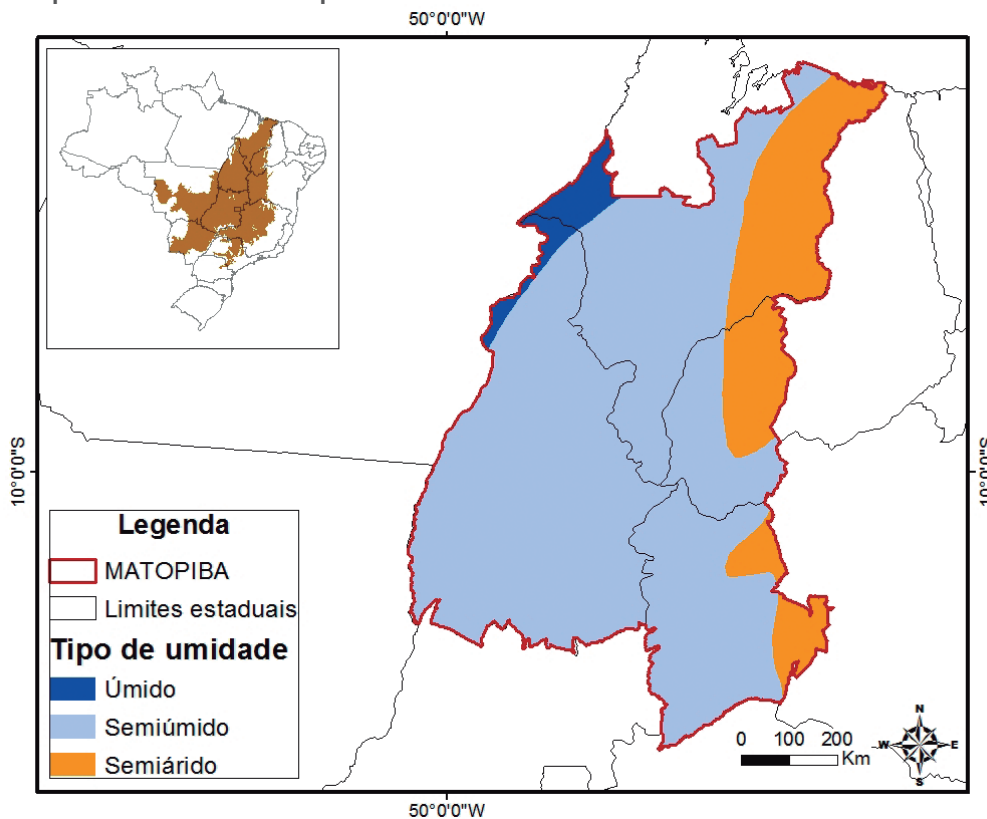 50°0'0"W
10°0'0"S
10°0'0"S
Legenda
MATOPIBA
Limites estaduais
Tipo de umidade
Úmido
Semiúmido
Semiárido
0 100 200
Km
N
W E
S
50°0'0"W